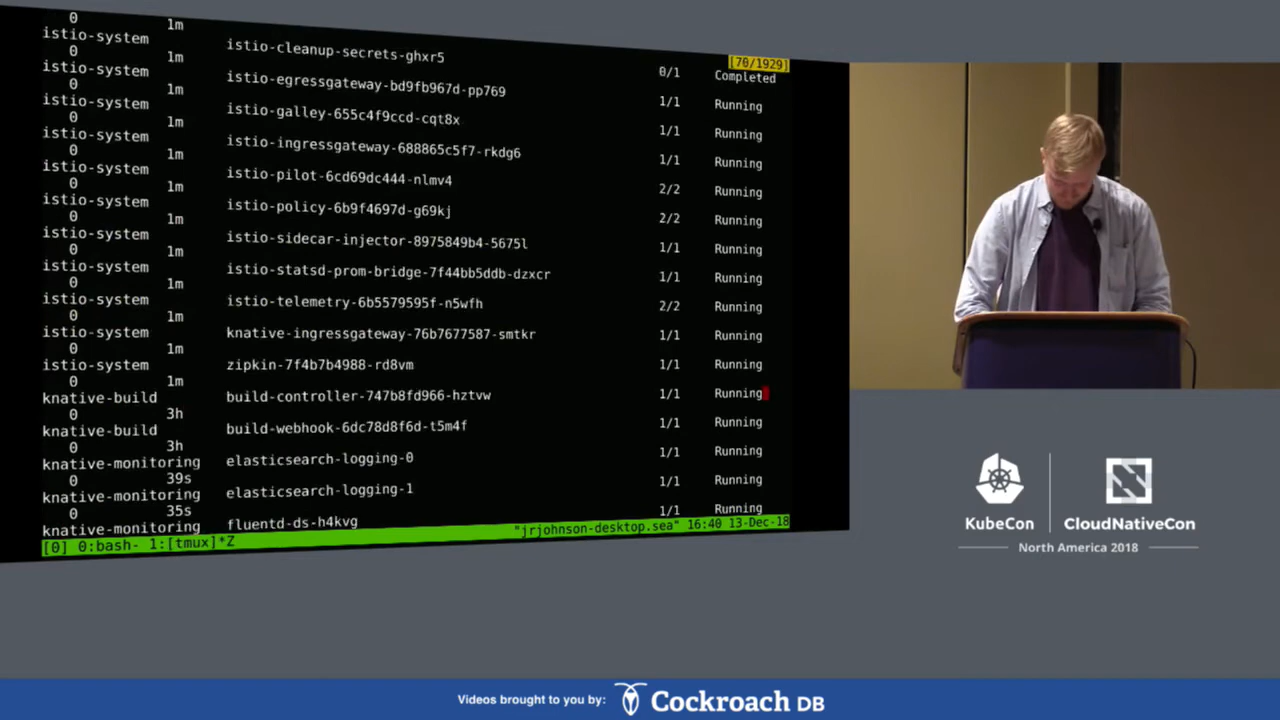 0 1m
[70/1929]
istio-system istio-cleanup-secrets-ghxr5 0/1 Completed
0 1m
istio-system istio-egressgateway-bd9fb967d-pp769 1/1 Running
0 1m
istio-system istio-galley-655c4f9ccd-cqt8x 1/1 Running
0 1m
istio-system istio-ingressgateway-688865c5f7-rkdg6 1/1 Running
0 1m
istio-system istio-pilot-6cd69dc444-nlmv4 2/2 Running
0 1m
istio-system istio-policy-6b9f4697d-g69kj 2/2 Running
0 1m
istio-system istio-sidecar-injector-8975849b4-5675l 1/1 Running
0 1m
istio-system istio-statsd-prom-bridge-7f44bb5ddb-dzxcr 1/1 Running
0 1m
istio-system istio-telemetry-6b5579595f-n5wfh 2/2 Running
0 1m
istio-system knative-ingressgateway-76b7677587-smtkr 1/1 Running
0 1m
istio-system zipkin-7f4b7b4988-rd8vm 1/1 Running
0 1m
knative-build build-controller-747b8fd966-hztvw 1/1 Running
0 3h
knative-build build-webhook-6dc78d8f6d-t5m4f 1/1 Running
0 3h
knative-monitoring elasticsearch-logging-0 1/1 Running
0 39s
knative-monitoring elasticsearch-logging-1 1/1 Running
0 35s
knative-monitoring fluentd-ds-h4kvg 1/1 Running
[0] 0:bash- 1:[tmux]*Z "jrjohnson-desktop.sea" 16:40 13-Dec-18
KubeCon CloudNativeCon
North America 2018
Videos brought to you by: Cockroach DB